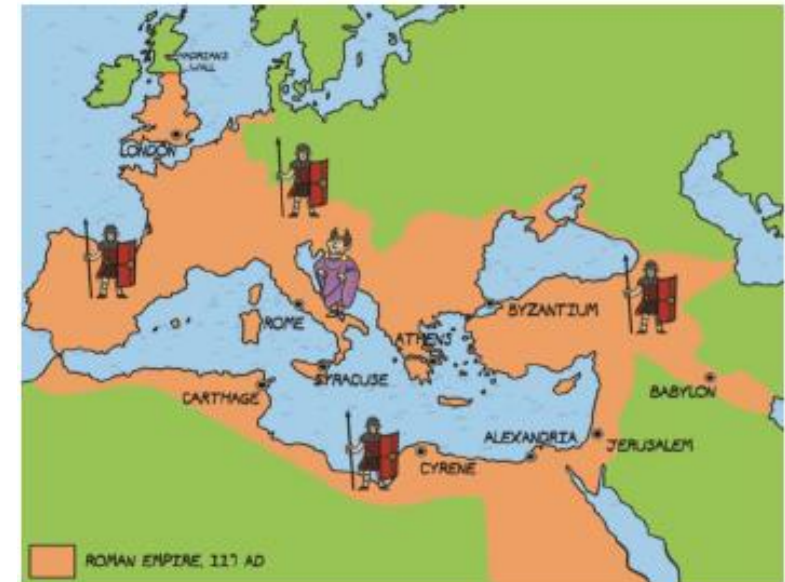 HADRIAN'S
WALL
LONDON
ROME
BYZANTIUM
ATHENS
SYRACUSE
CARTHAGE
BABYLON
ALEXANDRIA
JERUSALEM
CYRENE
ROMAN EMPIRE, 117 AD